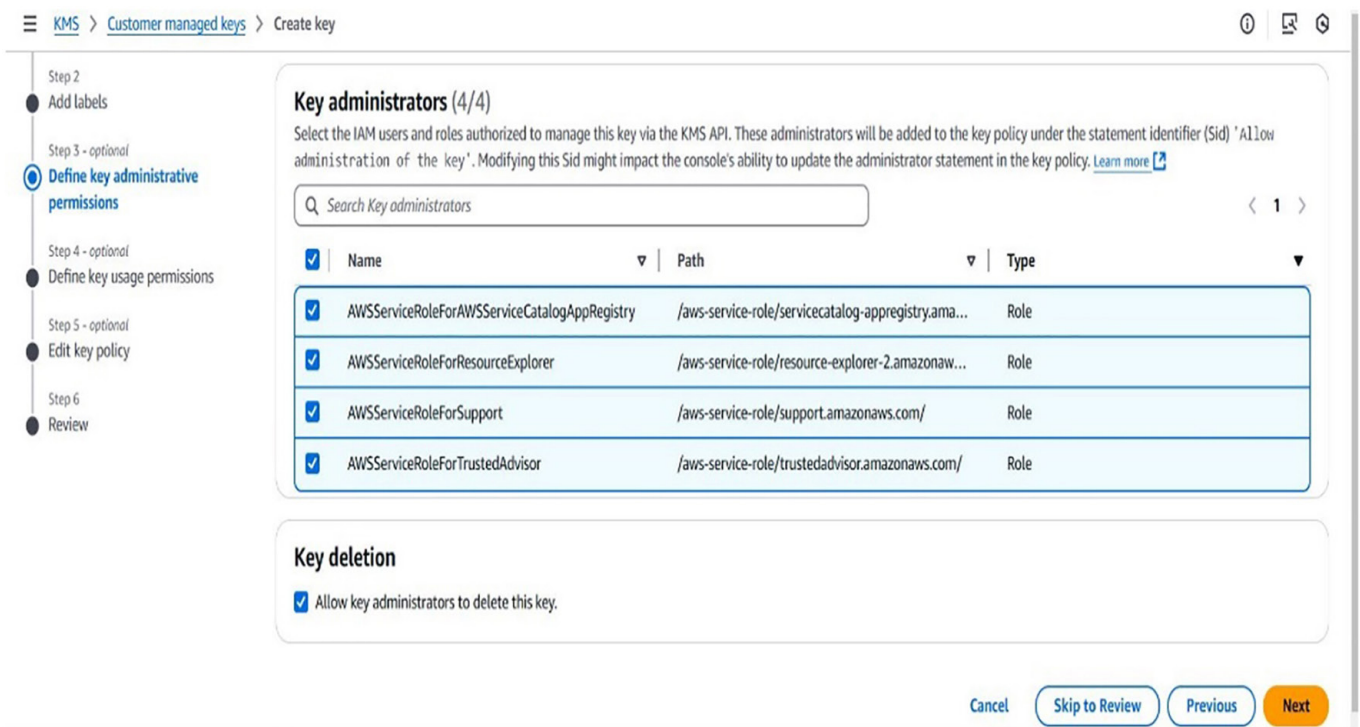 KMS > Customer managed keys > Create key
Step 2
Add labels
Step 3 - optional
Define key administrative
permissions
Step 4 - optional
Define key usage permissions
Step 5 - optional
Edit key policy
Step 6
Review
Key administrators (4/4)
Select the IAM users and roles authorized to manage this key via the KMS API. These administrators will be added to the key policy under the statement identifier (Sid) 'Allow
administration of the key'. Modifying this Sid might impact the console's ability to update the administrator statement in the key policy. Learn more
Search Key administrators
< 1 >
Name Path Type
AWSServiceRoleForAWSServiceCatalogAppRegistry /aws-service-role/servicecatalog-appregistry.ama... Role
AWSServiceRoleForResourceExplorer /aws-service-role/resource-explorer-2.amazonaw... Role
AWSServiceRoleForSupport /aws-service-role/support.amazonaws.com/ Role
AWSServiceRoleForTrustedAdvisor /aws-service-role/trustedadvisor.amazonaws.com/ Role
Key deletion
Allow key administrators to delete this key.
Cancel Skip to Review Previous Next